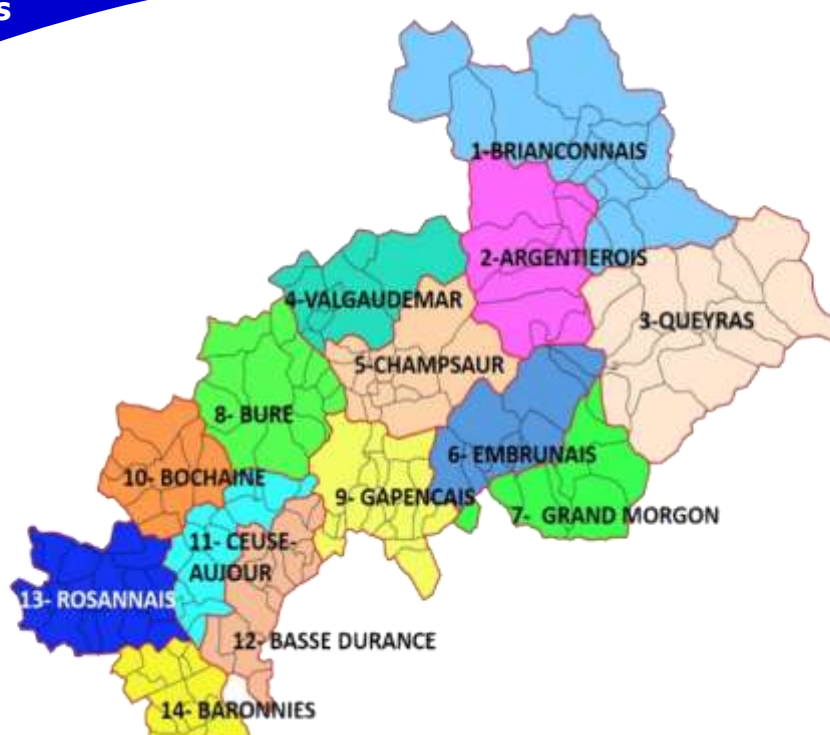 s
1-BRIANCONNAIS
2-ARGENTIEROIS
4-VALGAUDEMAR
3-QUEYRAS
5-CHAMPSAUR
8- BURE
6- EMBRUNAIS
10- BOCHAINE
9- GAPENCAIS
7- GRAND MORGON
11- CEUSE-
AUJOUR
13- ROSANNAIS
12- BASSE DURANCE
14- BARONNIES